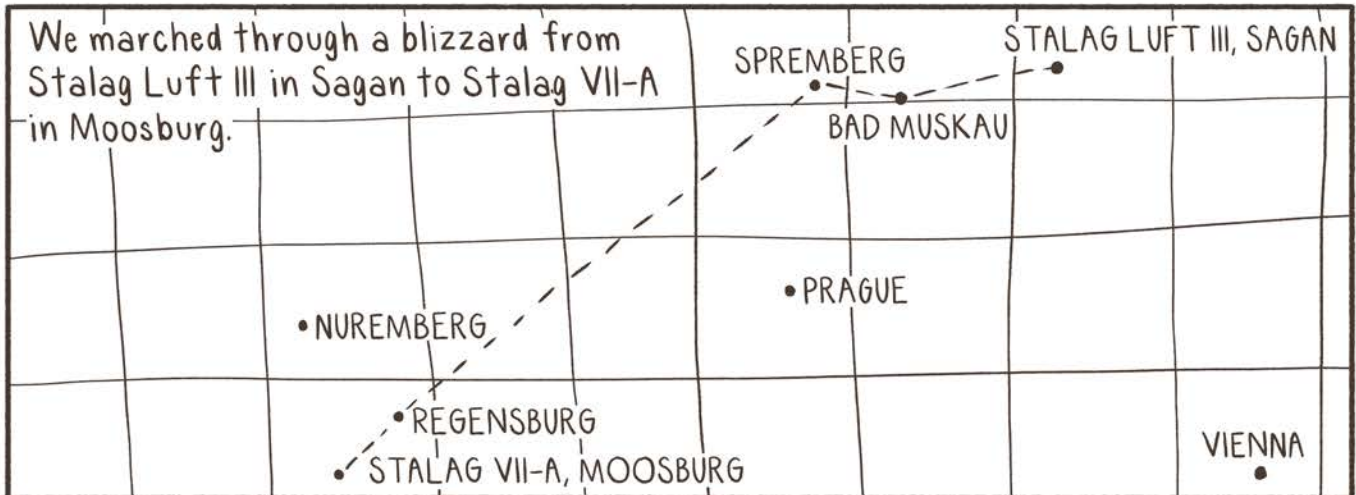 We marched through a blizzard from
Stalag Luft III in Sagan to Stalag VII-A
in Moosburg.
STALAG LUFT III, SAGAN
SPREMBERG
BAD MUSKAU
PRAGUE
NUREMBERG
REGENSBURG
VIENNA
STALAG VII-A, MOOSBURG